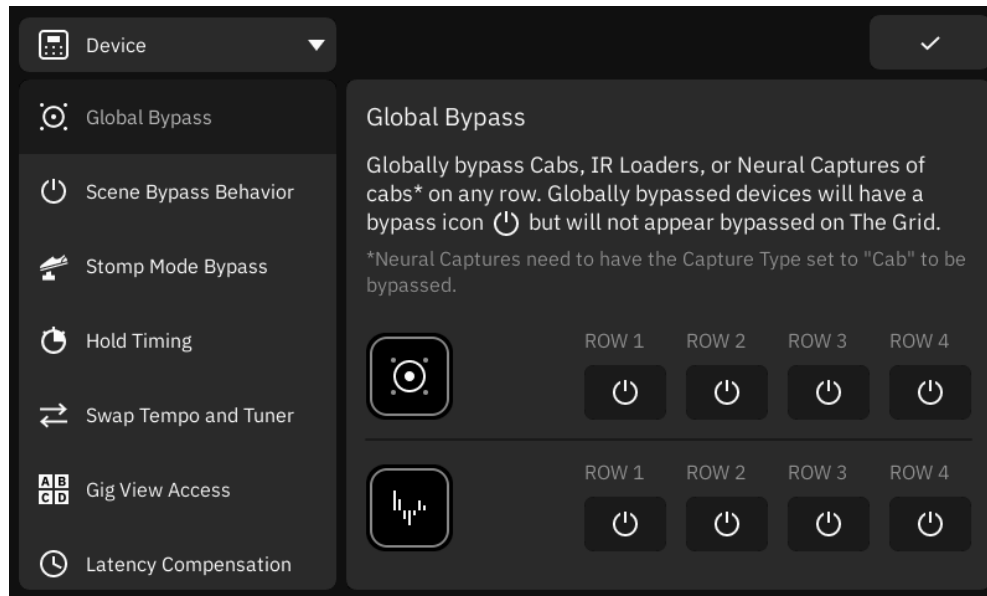 Device
Global Bypass
Scene Bypass Behavior
Stomp Mode Bypass
Hold Timing
Swap Tempo and Tuner
A B
C D
Gig View Access
Latency Compensation
Global Bypass
Globally bypass Cabs, IR Loaders, or Neural Captures of
cabs* on any row. Globally bypassed devices will have a
bypass icon but will not appear bypassed on The Grid.
*Neural Captures need to have the Capture Type set to "Cab" to be
bypassed.
ROW 1 ROW 2 ROW 3 ROW 4
ROW 1 ROW 2 ROW 3 ROW 4